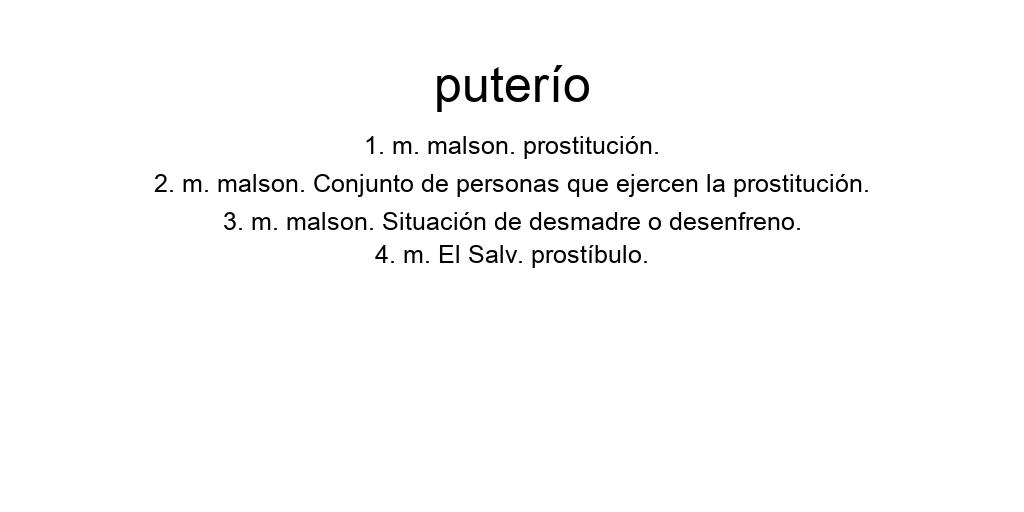 puterío
1. m. malson. prostitución.
2. m. malson. Conjunto de personas que ejercen la prostitución.
3. m. malson. Situación de desmadre o desenfreno.
4. m. El Salv. prostíbulo.